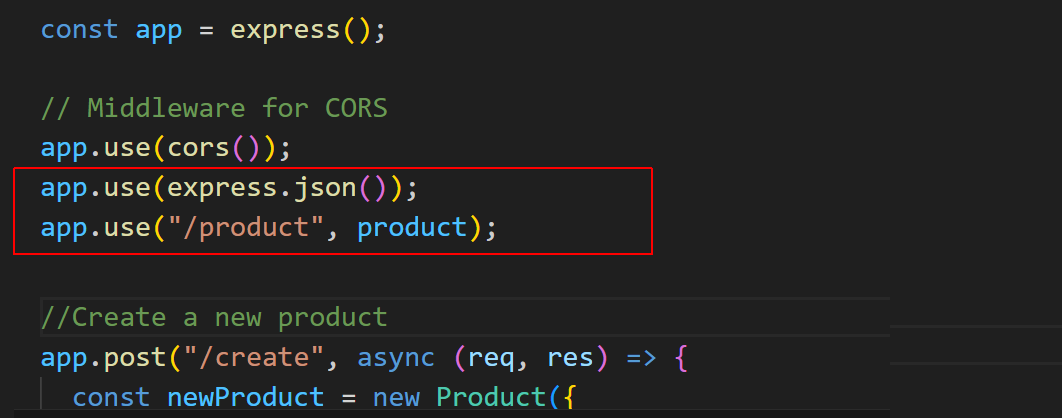 const app = express();
// Middleware for CORS
app.use(cors());
app.use(express.json());
app.use("/product", product);
//Create a new product
app.post("/create", async (req, res) => {
const newProduct = new Product({